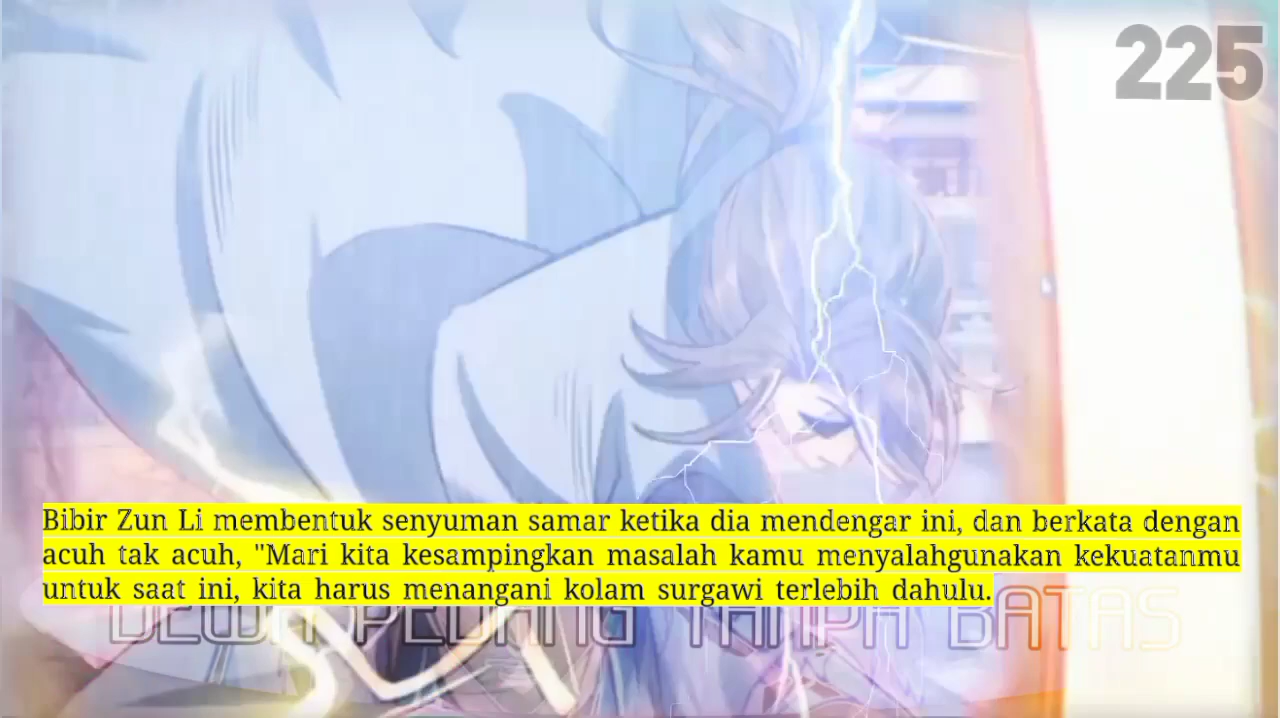 225
Bibir Zun Li membentuk senyuman samar ketika dia mendengar ini, dan berkata dengan
acuh tak acuh, "Mari kita kesampingkan masalah kamu menyalahgunakan kekuatanmu
untuk saat ini, kita harus menangani kolam surgawi terlebih dahulu.
DEWA PEDANG TANPA BATAS